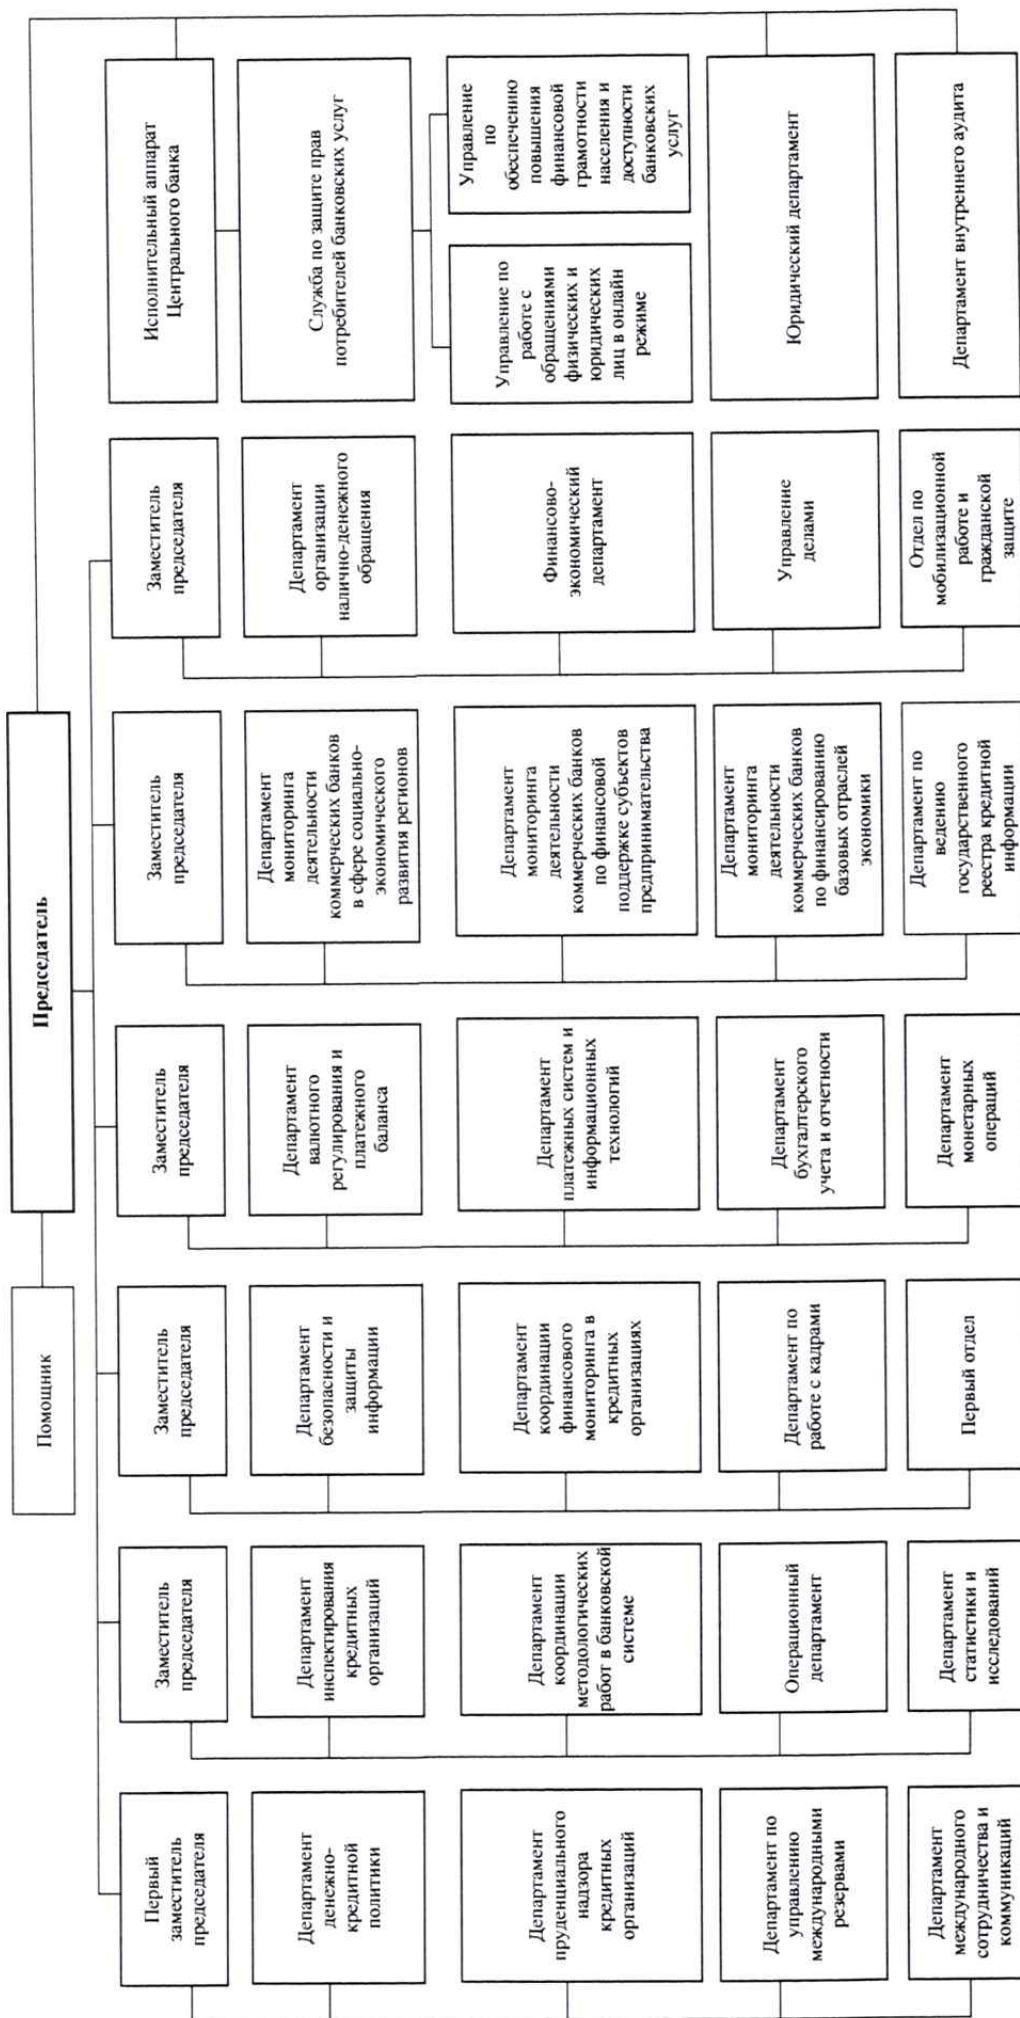 Председатель
Помощник
Первый
заместитель
председателя
Департамент
денежно-
кредитной
политики
Департамент
пруденциального
надзора
кредитных
организаций
Департамент по
управлению
международными
резервами
Департамент
международного
сотрудничества и
коммуникаций
Заместитель
председателя
Департамент
инспектирования
кредитных
организаций
Департамент
координации
методологических
работ в банковской
системе
Операционный
департамент
Департамент
статистики и
исследований
Заместитель
председателя
Департамент
безопасности и
защиты
информации
Департамент
координации
финансового
мониторинга в
кредитных
организациях
Департамент по
работе с кадрами
Первый отдел
Заместитель
председателя
Департамент
валютного
регулирования и
платежного
баланса
Департамент
платежных систем и
информационных
технологий
Департамент
бухгалтерского
учета и отчетности
Департамент
монетарных
операций
Заместитель
председателя
Департамент
мониторинга
деятельности
коммерческих банков
в сфере социально-
экономического
развития регионов
Департамент
мониторинга
деятельности
коммерческих банков
по финансовой
поддержке субъектов
предпринимательства
Департамент
мониторинга
деятельности
коммерческих банков
по финансированию
базовых отраслей
экономики
Департамент по
ведению
государственного
реестра кредитной
информации
Заместитель
председателя
Департамент
организации
налично-денежного
обращения
Финансово-
экономический
департамент
Управление
делами
Отдел по
мобилизационной
работе и
гражданской
защите
Исполнительный аппарат
Центрального банка
Служба по защите прав
потребителей банковских услуг
Управление по
работе с
обращениями
физических и
юридических
лиц в онлайн
режиме
Управление
по
обеспечению
повышения
финансовой
грамотности
населения и
доступности
банковских
услуг
Юридический департамент
Департамент внутреннего аудита